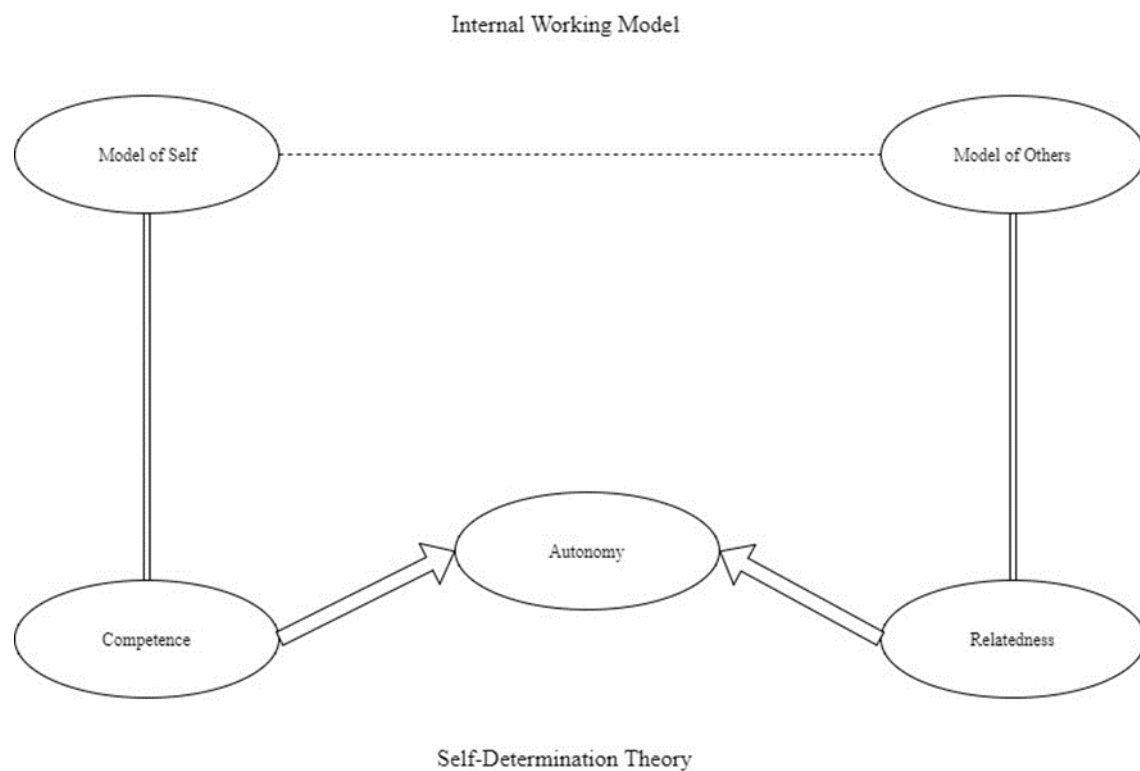 Internal Working Model
Model of Self
Model of Others
Autonomy
Competence
Relatedness
Self-Determination Theory